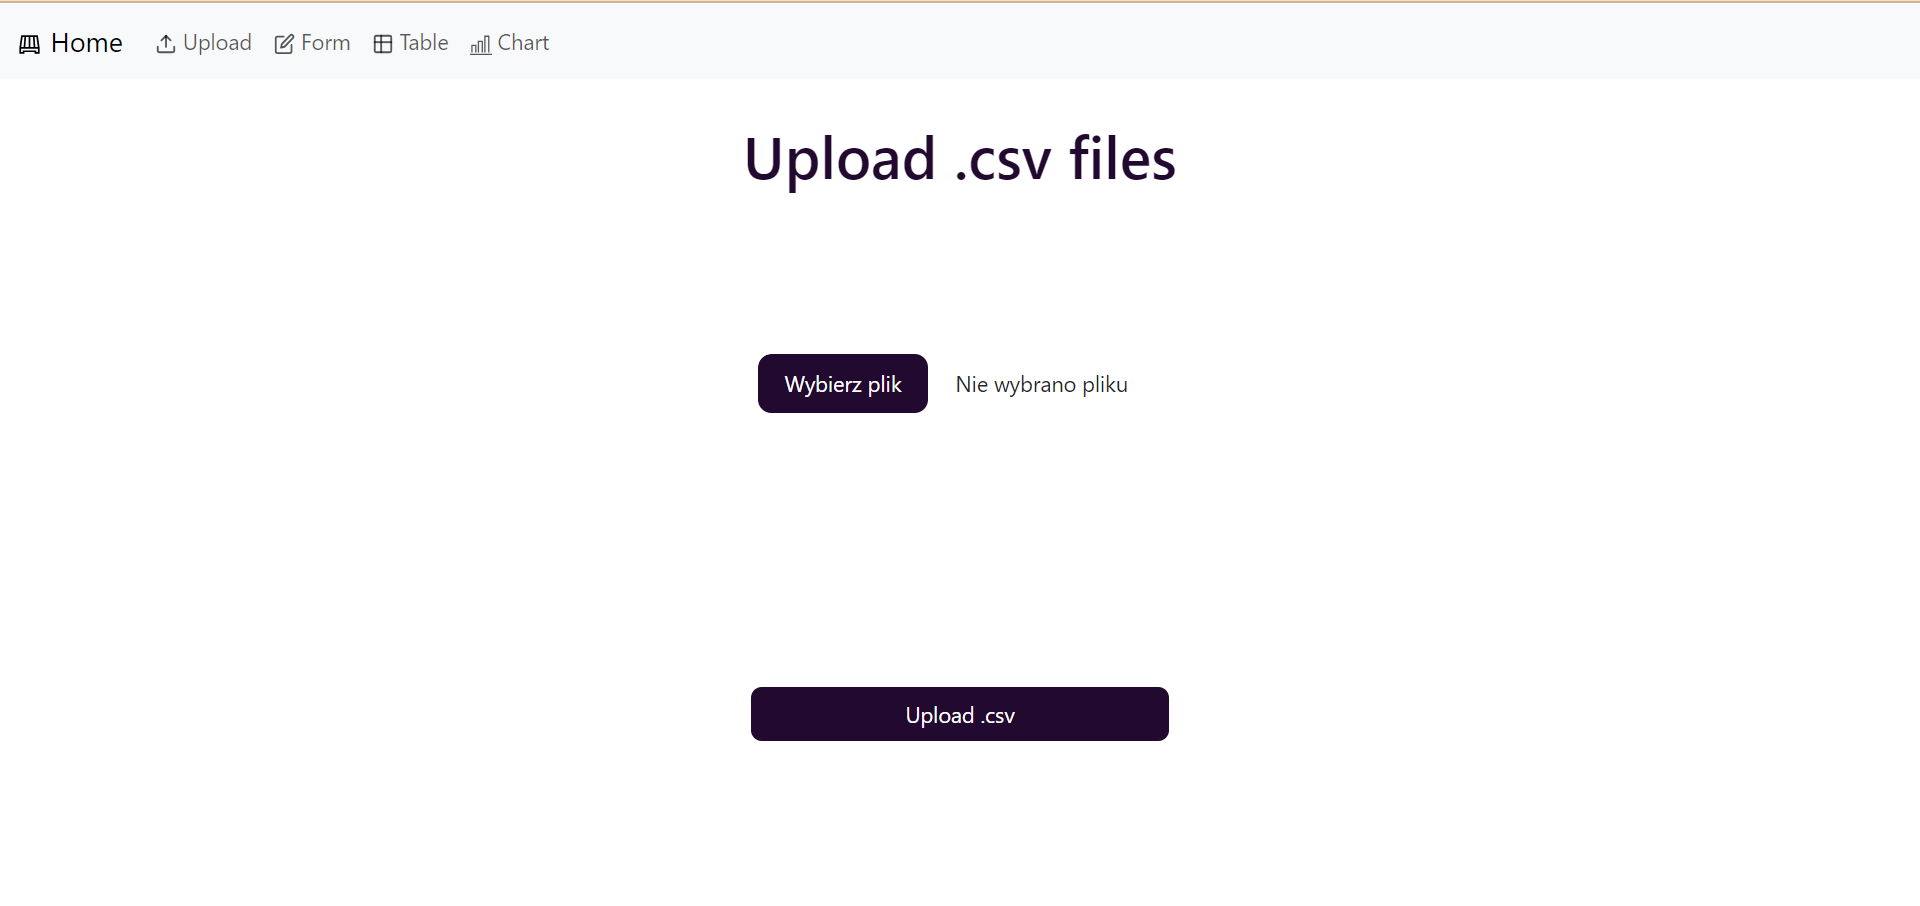 Home Upload Form Table Chart
Upload .csv files
Wybierz plik Nie wybrano pliku
Upload .csv